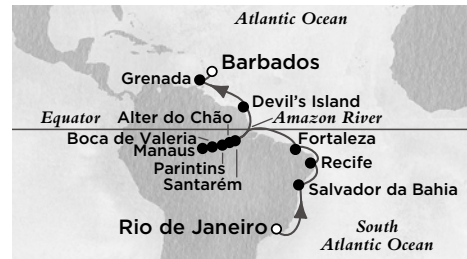 Atlantic Ocean
Barbados
Grenada
Devil's Island
Equator
Alter do Chão
Amazon River
Boca de Valeria
Fortaleza
Manaus
Recife
Parintins
Santarém
Salvador da Bahia
Rio de Janeiro
South
Atlantic Ocean